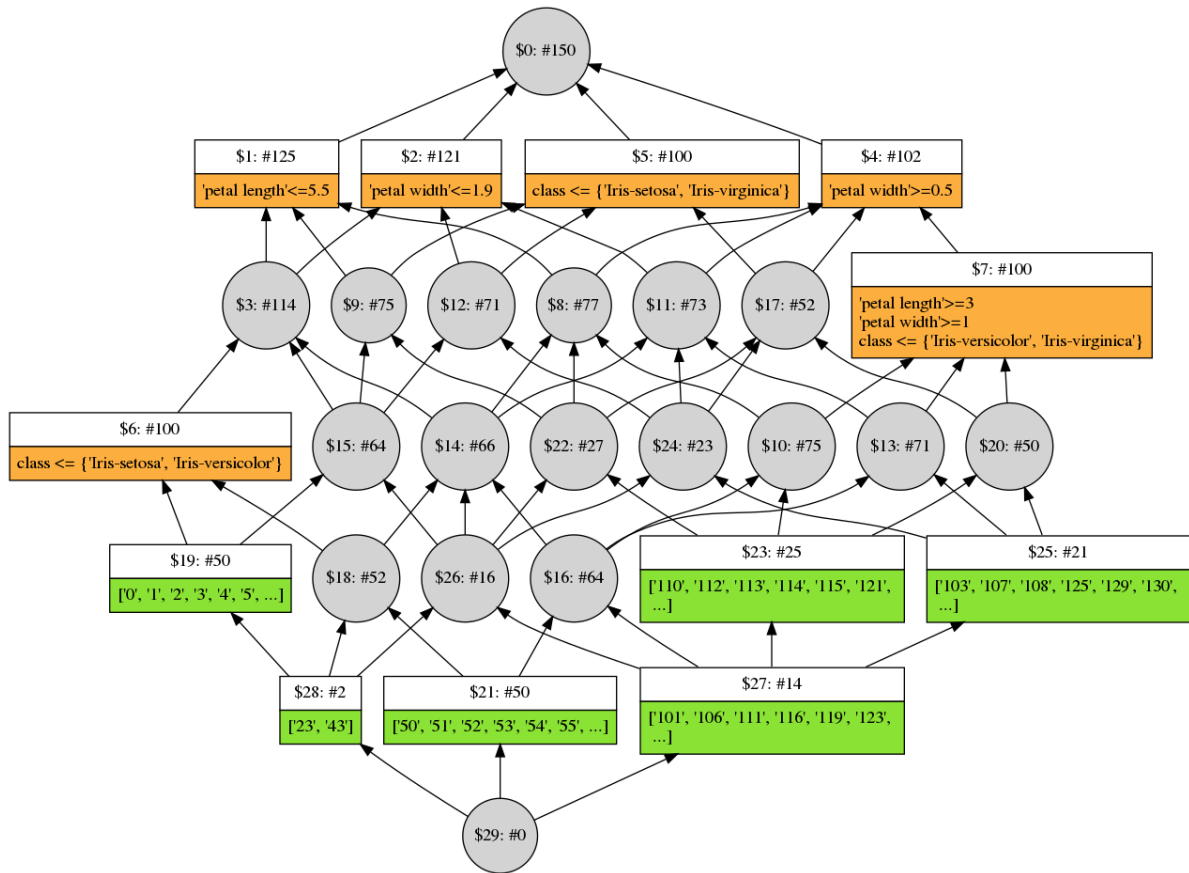 $0: #150
$1: #125
'petal length'<=5.5
$2: #121
'petal width'<=1.9
$5: #100
class <= {'Iris-setosa', 'Iris-virginica'}
$4: #102
'petal width'>=0.5
$3: #114
$9: #75
$12: #71
$8: #77
$11: #73
$17: #52
$7: #100
'petal length'>=3
'petal width'>=1
class <= {'Iris-versicolor', 'Iris-virginica'}
$6: #100
class <= {'Iris-setosa', 'Iris-versicolor'}
$15: #64
$14: #66
$22: #27
$24: #23
$10: #75
$13: #71
$20: #50
$19: #50
['0', '1', '2', '3', '4', '5', ...]
$18: #52
$26: #16
$16: #64
$23: #25
['110', '112', '113', '114', '115', '121',
...]
$25: #21
['103', '107', '108', '125', '129', '130',
...]
$28: #2
['23', '43']
$21: #50
['50', '51', '52', '53', '54', '55', ...]
$27: #14
['101', '106', '111', '116', '119', '123',
...]
$29: #0